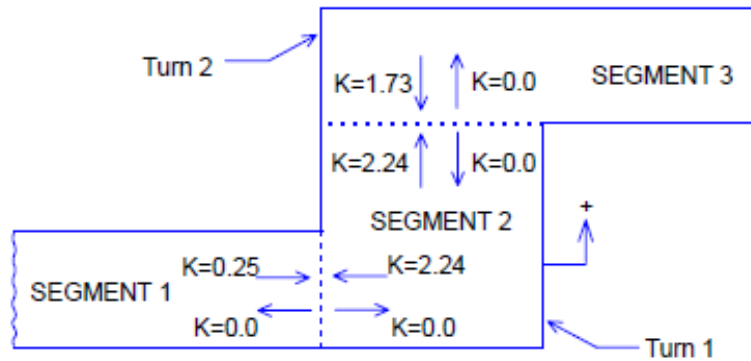 Turn 2
K=1.73
K=0.0
SEGMENT 3
K=2.24
K=0.0
+
SEGMENT 2
K=0.25
K=2.24
SEGMENT 1
K=0.0
K=0.0
Turn 1